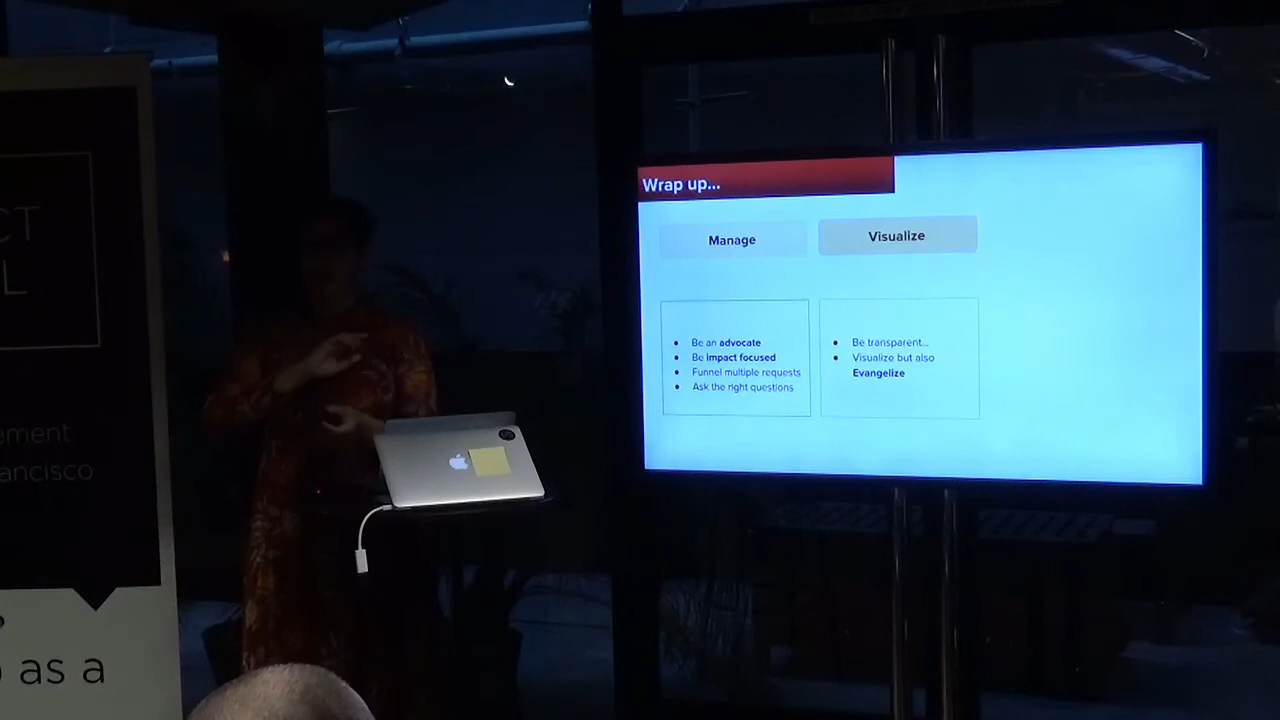 CT
L
ement
ancisco
as a
Wrap up...
Manage
Visualize
• Be an advocate
• Be impact focused
• Funnel multiple requests
• Ask the right questions
• Be transparent...
• Visualize but also
Evangelize